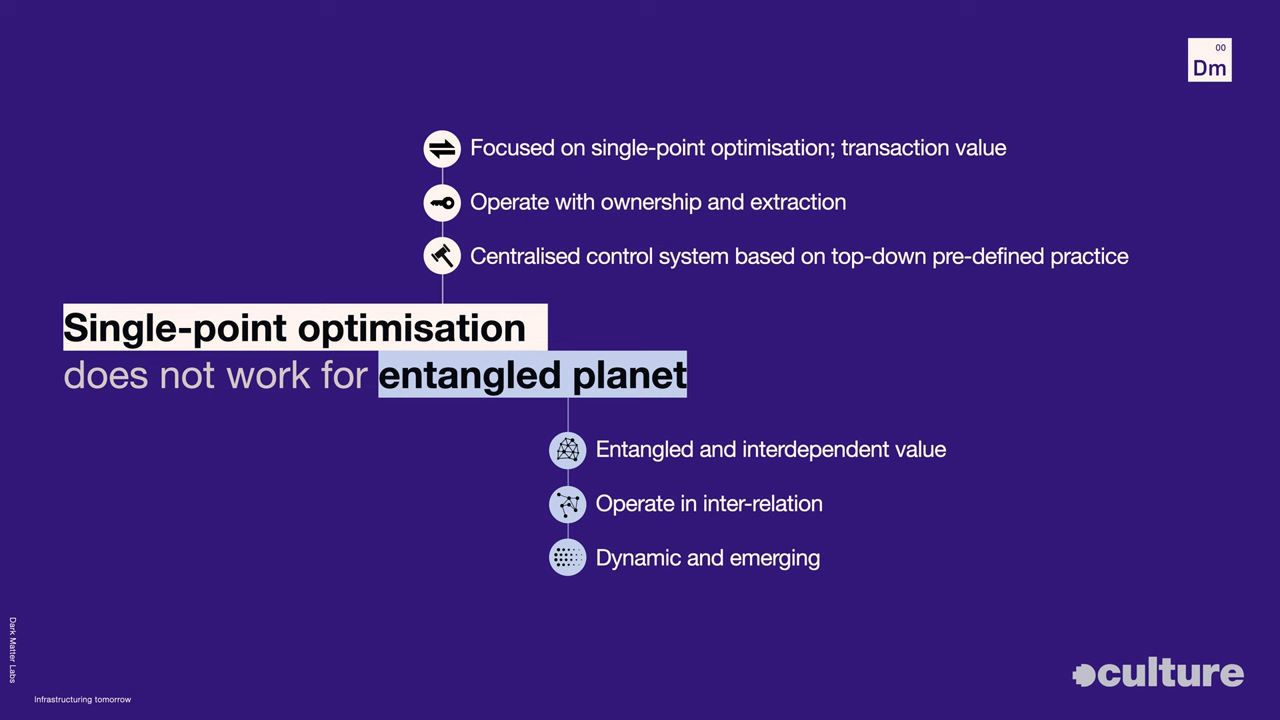 00
Dm
Focused on single-point optimisation; transaction value
Operate with ownership and extraction
Centralised control system based on top-down pre-defined practice
Single-point optimisation
does not work for entangled planet
Entangled and interdependent value
Operate in inter-relation
Dynamic and emerging
Dark Matter Labs
Infrastructuring tomorrow
culture